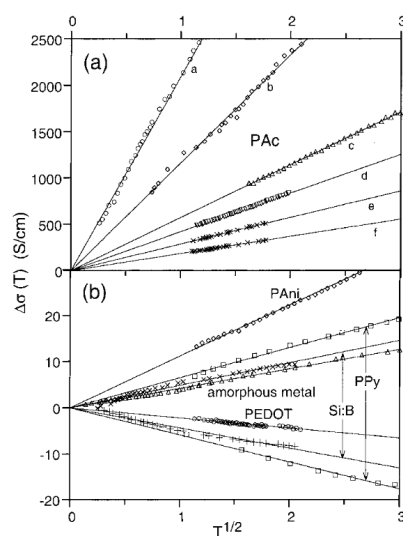 0 1 2 3
2500
(a)
a
b
2000
1500
PAc
c
1000
d
500
e
f
0
Δσ (T) (S/cm)
(b)
PAni
20
10
amorphous metal
PPy
Si:B
0
PEDOT
-10
-20
0 1 2 3
T1/2